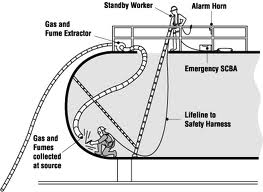 Standby Worker
Alarm Horn
Gas and
Fume Extractor
Emergency SCBA
Lifeline to
Safety Harness
Gas and
Fumes
collected
at source